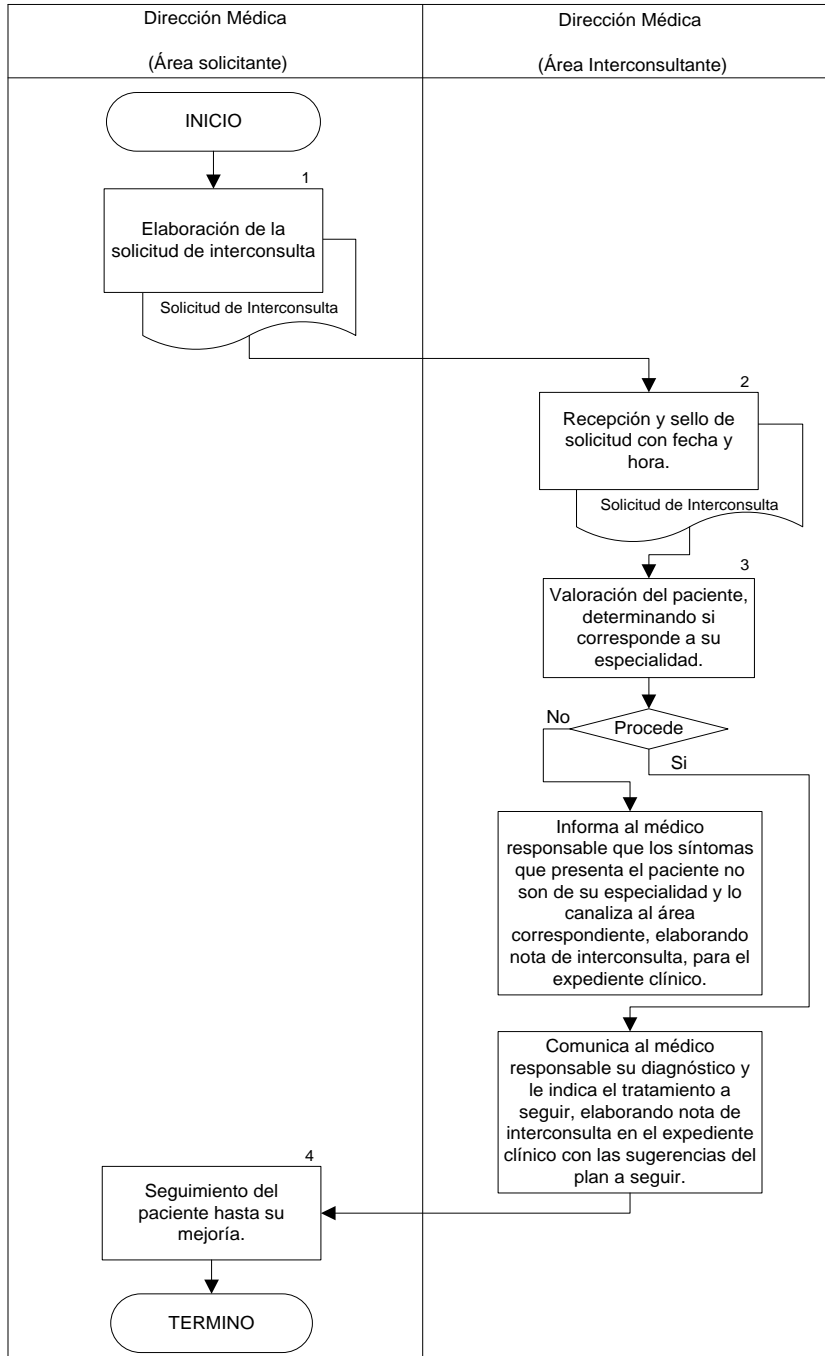 Dirección Médica
(Área solicitante)
Dirección Médica
(Área Interconsultante)
INICIO
1
Elaboración de la
solicitud de interconsulta
Solicitud de Interconsulta
2
Recepción y sello de
solicitud con fecha y
hora.
Solicitud de Interconsulta
3
Valoración del paciente,
determinando si
corresponde a su
especialidad.
No
Procede
Si
Informa al médico
responsable que los síntomas
que presenta el paciente no
son de su especialidad y lo
canaliza al área
correspondiente, elaborando
nota de interconsulta, para el
expediente clínico.
Comunica al médico
responsable su diagnóstico y
le indica el tratamiento a
seguir, elaborando nota de
interconsulta en el expediente
clínico con las sugerencias del
plan a seguir.
4
Seguimiento del
paciente hasta su
mejoría.
TERMINO